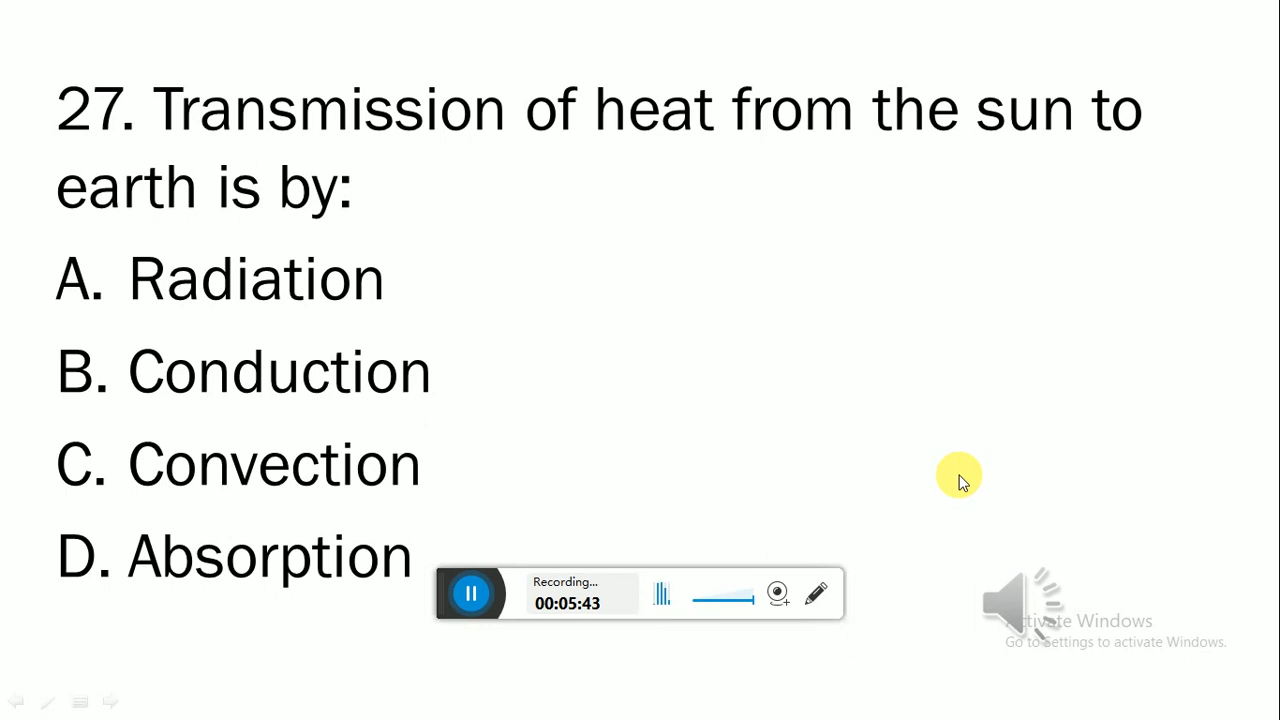 27. Transmission of heat from the sun to
earth is by:
A. Radiation
B. Conduction
C. Convection
D. Absorption
Recording...
00:05:43
Activate Windows
Go to Settings to activate Windows.